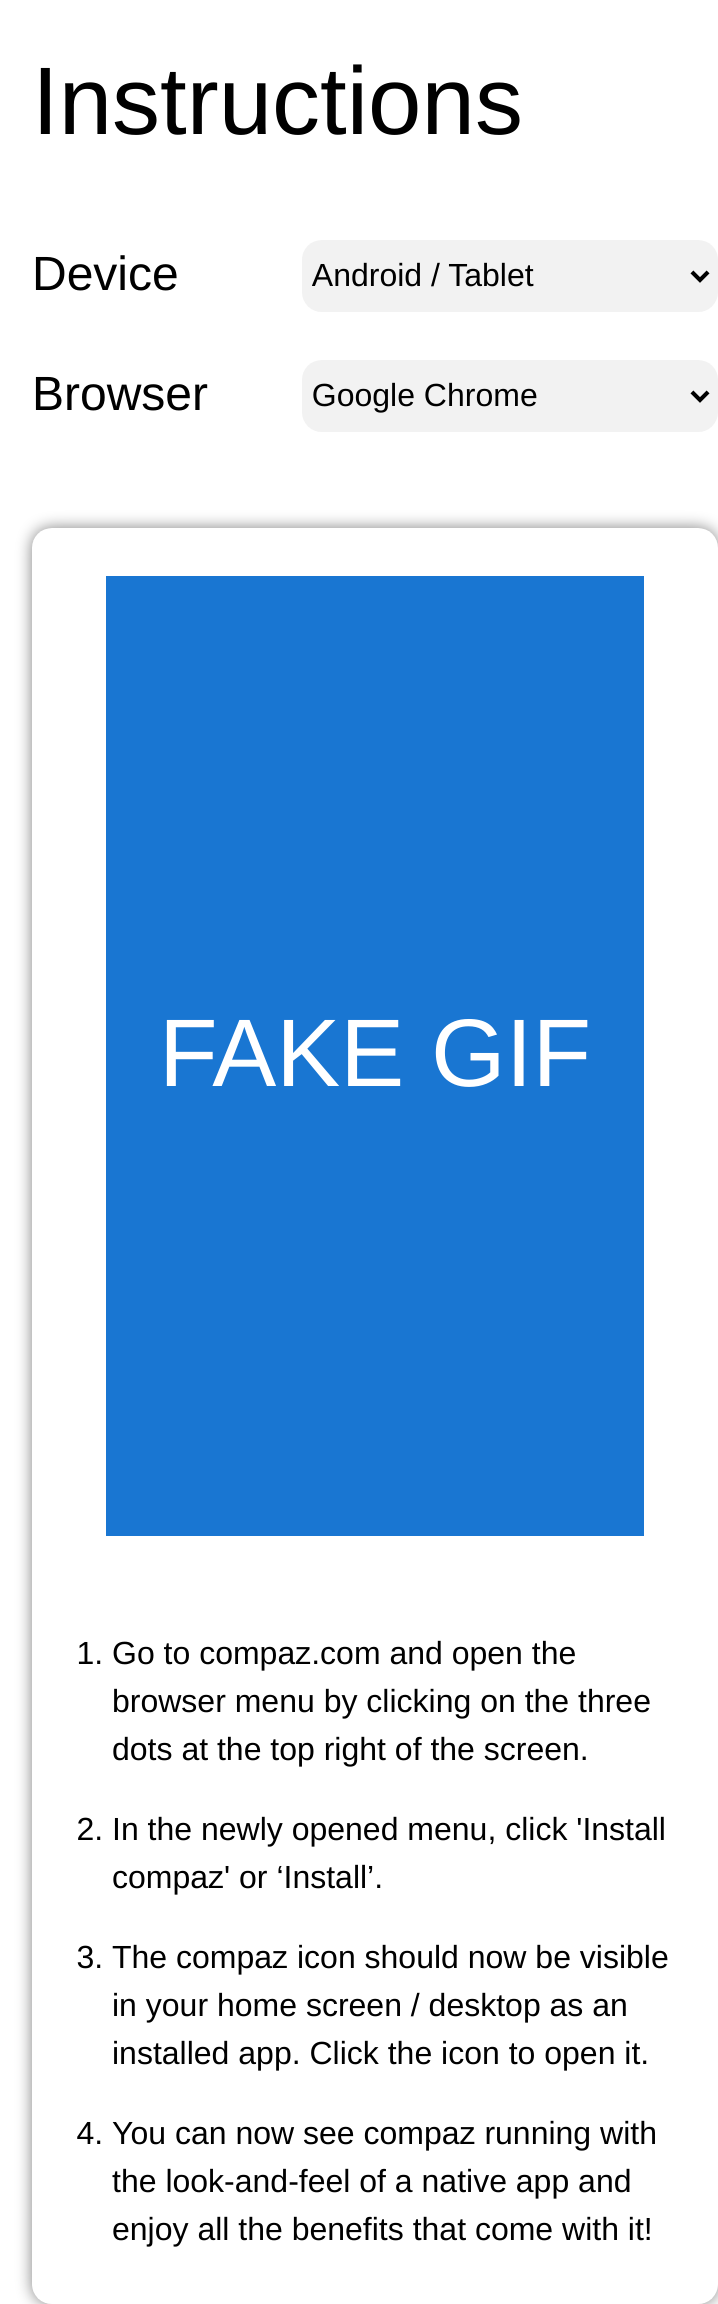 Instructions
Device
Android / Tablet
Browser
Google Chrome
FAKE GIF
1. Go to compaz.com and open the
browser menu by clicking on the three
dots at the top right of the screen.
2. In the newly opened menu, click 'Install
compaz' or ‘Install’.
3. The compaz icon should now be visible
in your home screen / desktop as an
installed app. Click the icon to open it.
4. You can now see compaz running with
the look-and-feel of a native app and
enjoy all the benefits that come with it!